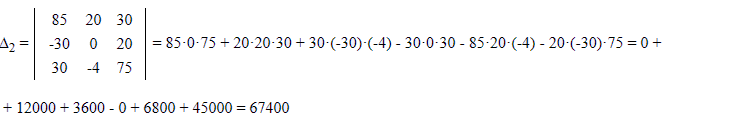 Δ₂ = | 85 20 30 |
| -30 0 20 | = 85·0·75 + 20·20·30 + 30·(-30)·(-4) - 30·0·30 - 85·20·(-4) - 20·(-30)·75 = 0 +
| 30 -4 75 |
+ 12000 + 3600 - 0 + 6800 + 45000 = 67400